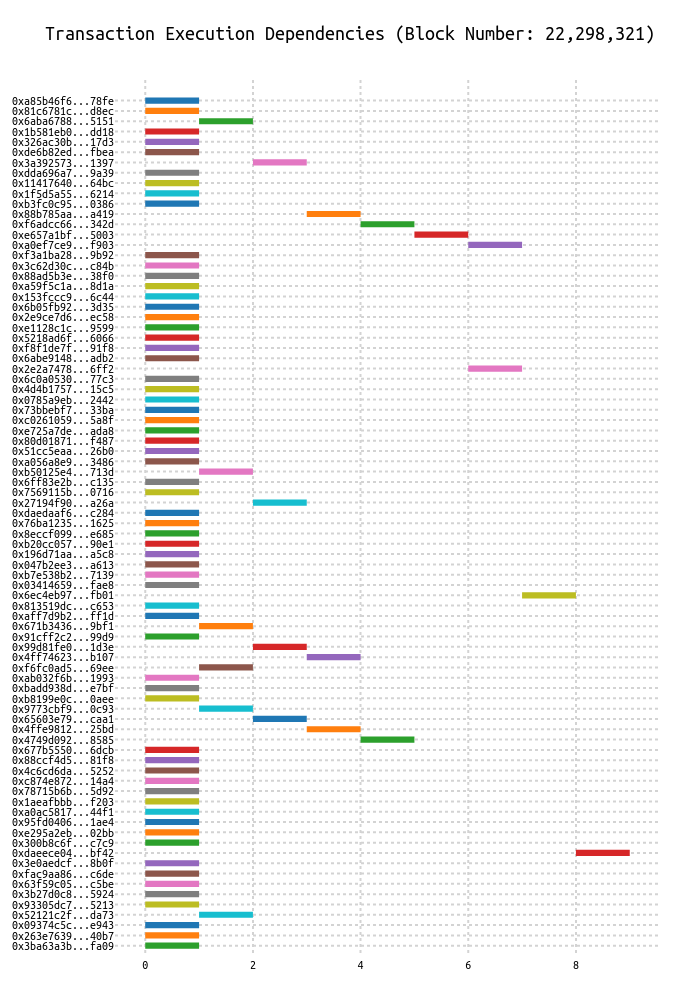 Transaction Execution Dependencies (Block Number: 22,298,321)
0xa85b46f6...78fe
0x81c6781c...d8ec
0x6aba6788...5151
0x1b581eb0...dd18
0x326ac30b...17d3
0xde6b82ed...fbea
0x3a392573...1397
0xdda696a7...9a39
0x11417640...64bc
0x1f5d5a55...6214
0xb3fc0c95...0386
0x88b785aa...a419
0xf6adcc66...342d
0xe657a1bf...5003
0xa0ef7ce9...f903
0xf3a1ba28...9b92
0x3c62d30c...c84b
0x88ad5b3e...38f0
0xa59f5c1a...8d1a
0x153fccc9...6c44
0x6b05fb92...3d35
0x2e9ce7d6...ec58
0xe1128c1c...9599
0x5218ad6f...6066
0xf8f1de7f...91f8
0x6abe9148...adb2
0x2e2a7478...6ff2
0x6c0a0530...77c3
0x4d4b1757...15c5
0x0785a9eb...2442
0x73bbebf7...33ba
0xc0261059...5a8f
0xe725a7de...ada8
0x80d01871...f487
0x51cc5eaa...26b0
0xa056a8e9...3486
0xb50125e4...713d
0x6ff83e2b...c135
0x7569115b...0716
0x27194f90...a26a
0xdaedaaf6...c284
0x76ba1235...1625
0x8eccf099...e685
0xb20cc057...90e1
0x196d71aa...a5c8
0x047b2ee3...a613
0xb7e538b2...7139
0x03414659...fae8
0x6ec4eb97...fb01
0x813519dc...c653
0xaff7d9b2...ff1d
0x671b3436...9bf1
0x91cff2c2...99d9
0x99d81fe0...1d3e
0x4ff74623...b107
0xf6fc0ad5...69ee
0xab032f6b...1993
0xbadd938d...e7bf
0xb8199e0c...0aee
0x9773cbf9...0c93
0x65603e79...caa1
0x4ffe9812...25bd
0x4749d092...8585
0x677b5550...6dcb
0x88ccf4d5...81f8
0x4c6cd6da...5252
0xc874e872...14a4
0x78715b6b...5d92
0x1aeafbbb...f203
0xa0ac5817...44f1
0x95fd0406...1ae4
0xe295a2eb...02bb
0x300b8c6f...c7c9
0xdaeece04...bf42
0x3e0aedcf...8b0f
0xfac9aa86...c6de
0x63f59c05...c5be
0x3b27d0c8...5924
0x93305dc7...5213
0x52121c2f...da73
0x09374c5c...e943
0x263e7639...40b7
0x3ba63a3b...fa09
0 2 4 6 8